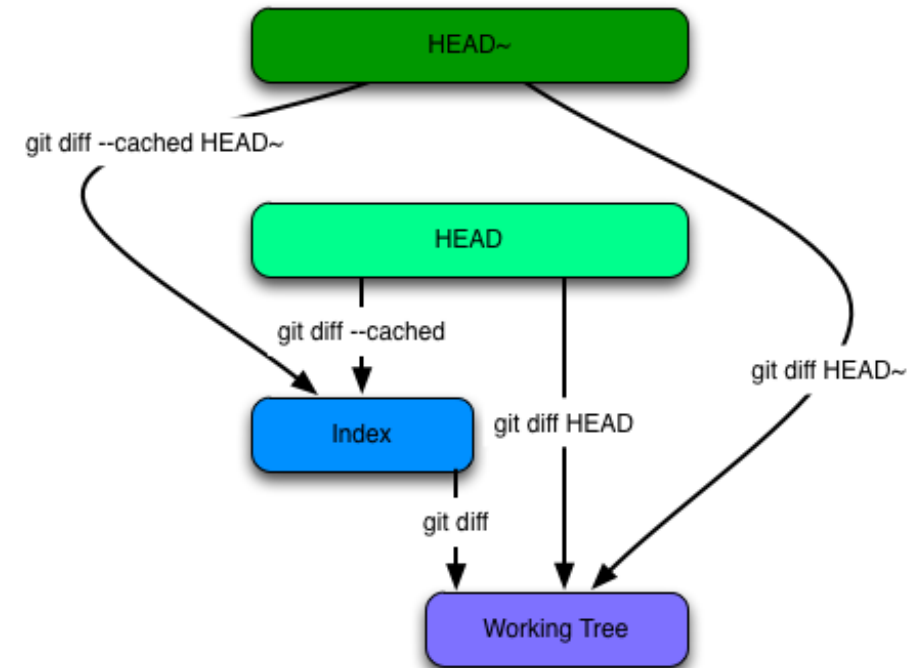 HEAD~
git diff --cached HEAD~
HEAD
git diff --cached
git diff HEAD~
git diff HEAD
Index
git diff
Working Tree